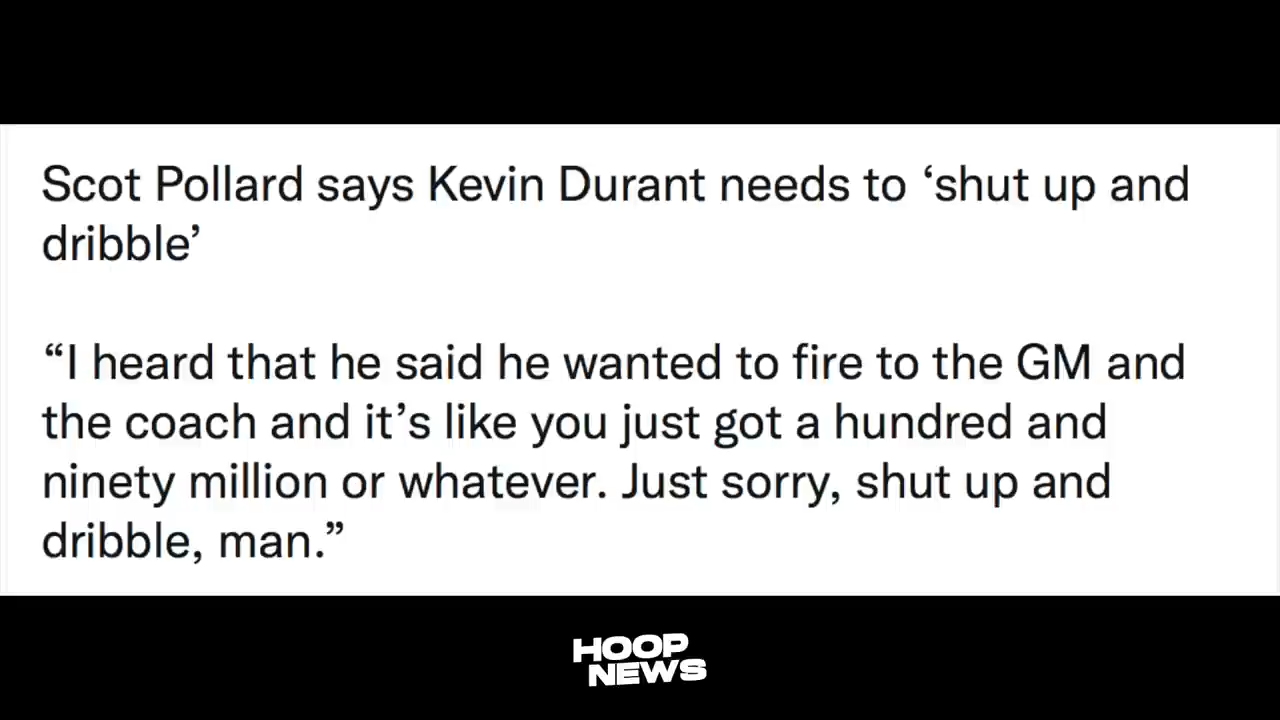 Scot Pollard says Kevin Durant needs to ‘shut up and
dribble’
“I heard that he said he wanted to fire to the GM and
the coach and it’s like you just got a hundred and
ninety million or whatever. Just sorry, shut up and
dribble, man.”
HOOP
NEWS